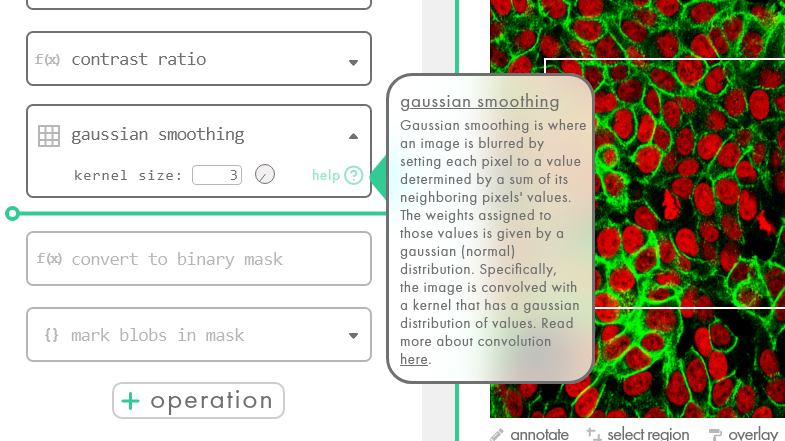 f(x) contrast ratio
gaussian smoothing
kernel size: 3
help ?
f(x) convert to binary mask
{} mark blobs in mask
+ operation
gaussian smoothing
Gaussian smoothing is where
an image is blurred by
setting each pixel to a value
determined by a sum of its
neighboring pixels' values.
The weights assigned to
those values is given by a
gaussian (normal)
distribution. Specifically,
the image is convolved with
a kernel that has a gaussian
distribution of values. Read
more about convolution
here.
annotate
select region
overlay